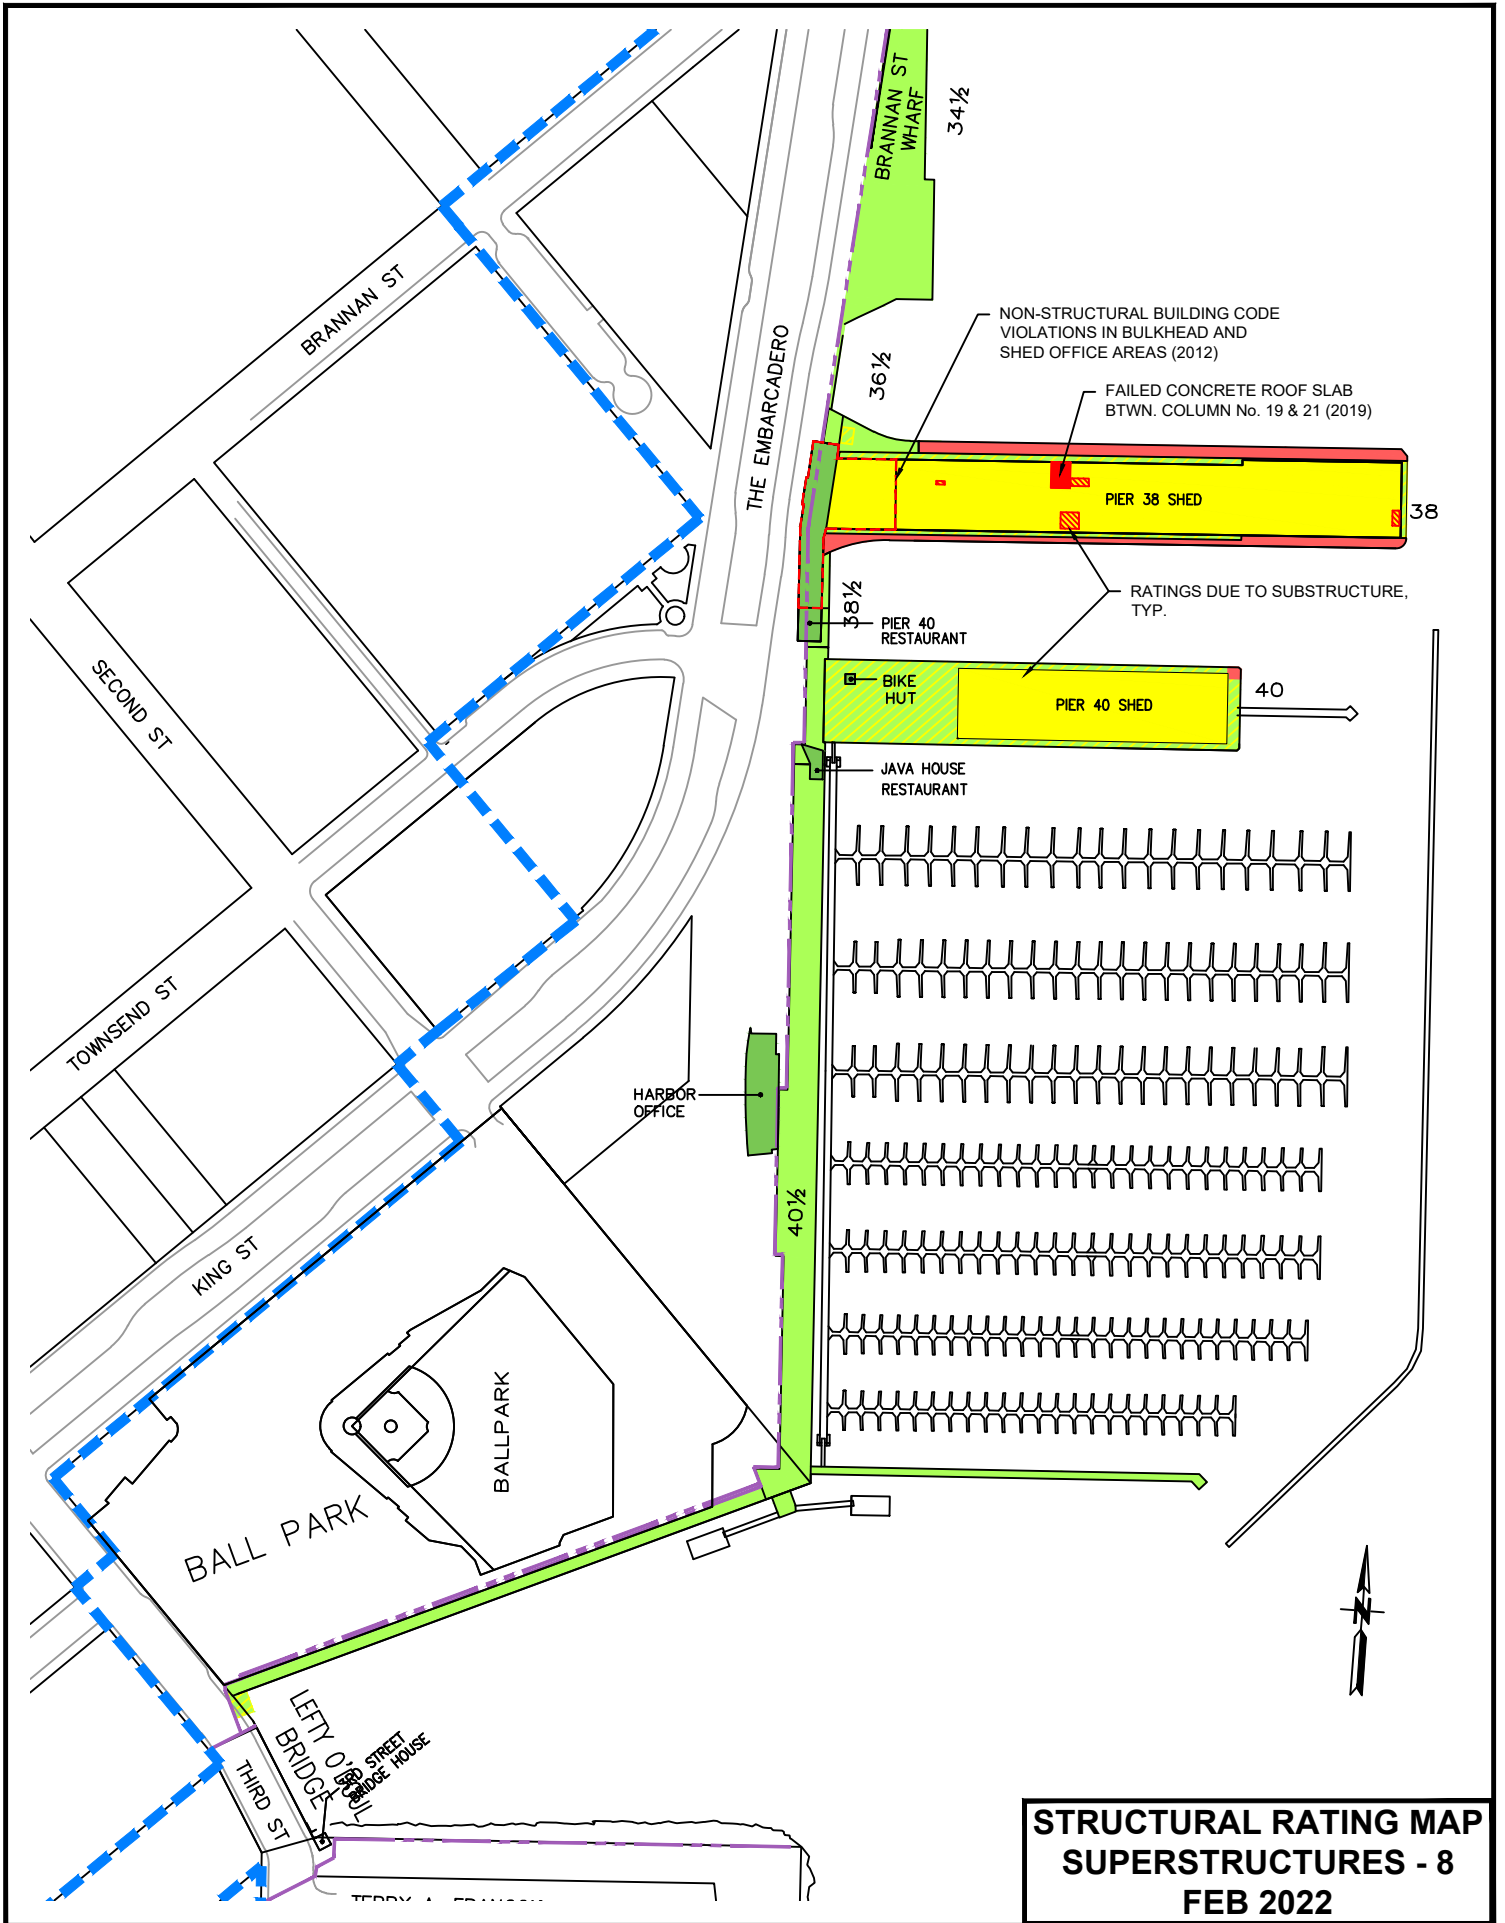 BRANNAN ST
WHARF
34½
NON-STRUCTURAL BUILDING CODE
VIOLATIONS IN BULKHEAD AND
SHED OFFICE AREAS (2012)
BRANNAN ST
THE EMBARCADERO
36½
FAILED CONCRETE ROOF SLAB
BTWN. COLUMN No. 19 & 21 (2019)
PIER 38 SHED
38
RATINGS DUE TO SUBSTRUCTURE,
TYP.
38½
PIER 40
RESTAURANT
SECOND ST
BIKE
HUT
PIER 40 SHED
40
JAVA HOUSE
RESTAURANT
TOWNSEND ST
HARBOR
OFFICE
40½
KING ST
BALLPARK
BALL PARK
LEFTY O'DOUL
BRIDGE
3RD STREET
BRIDGE HOUSE
THIRD ST
N
TERRY A.
STRUCTURAL RATING MAP
SUPERSTRUCTURES - 8
FEB 2022